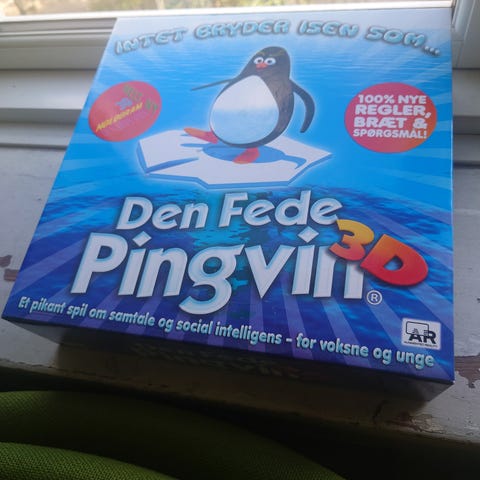 INTET BRYDER ISEN SOM...
HOLOGRAM
100% NYE
REGLER,
BRÆT &
SPØRGSMÅL!
Den Fede
Pingvin 3D
®
Et pikant spil om samtale og social intelligens - for voksne og unge
AR